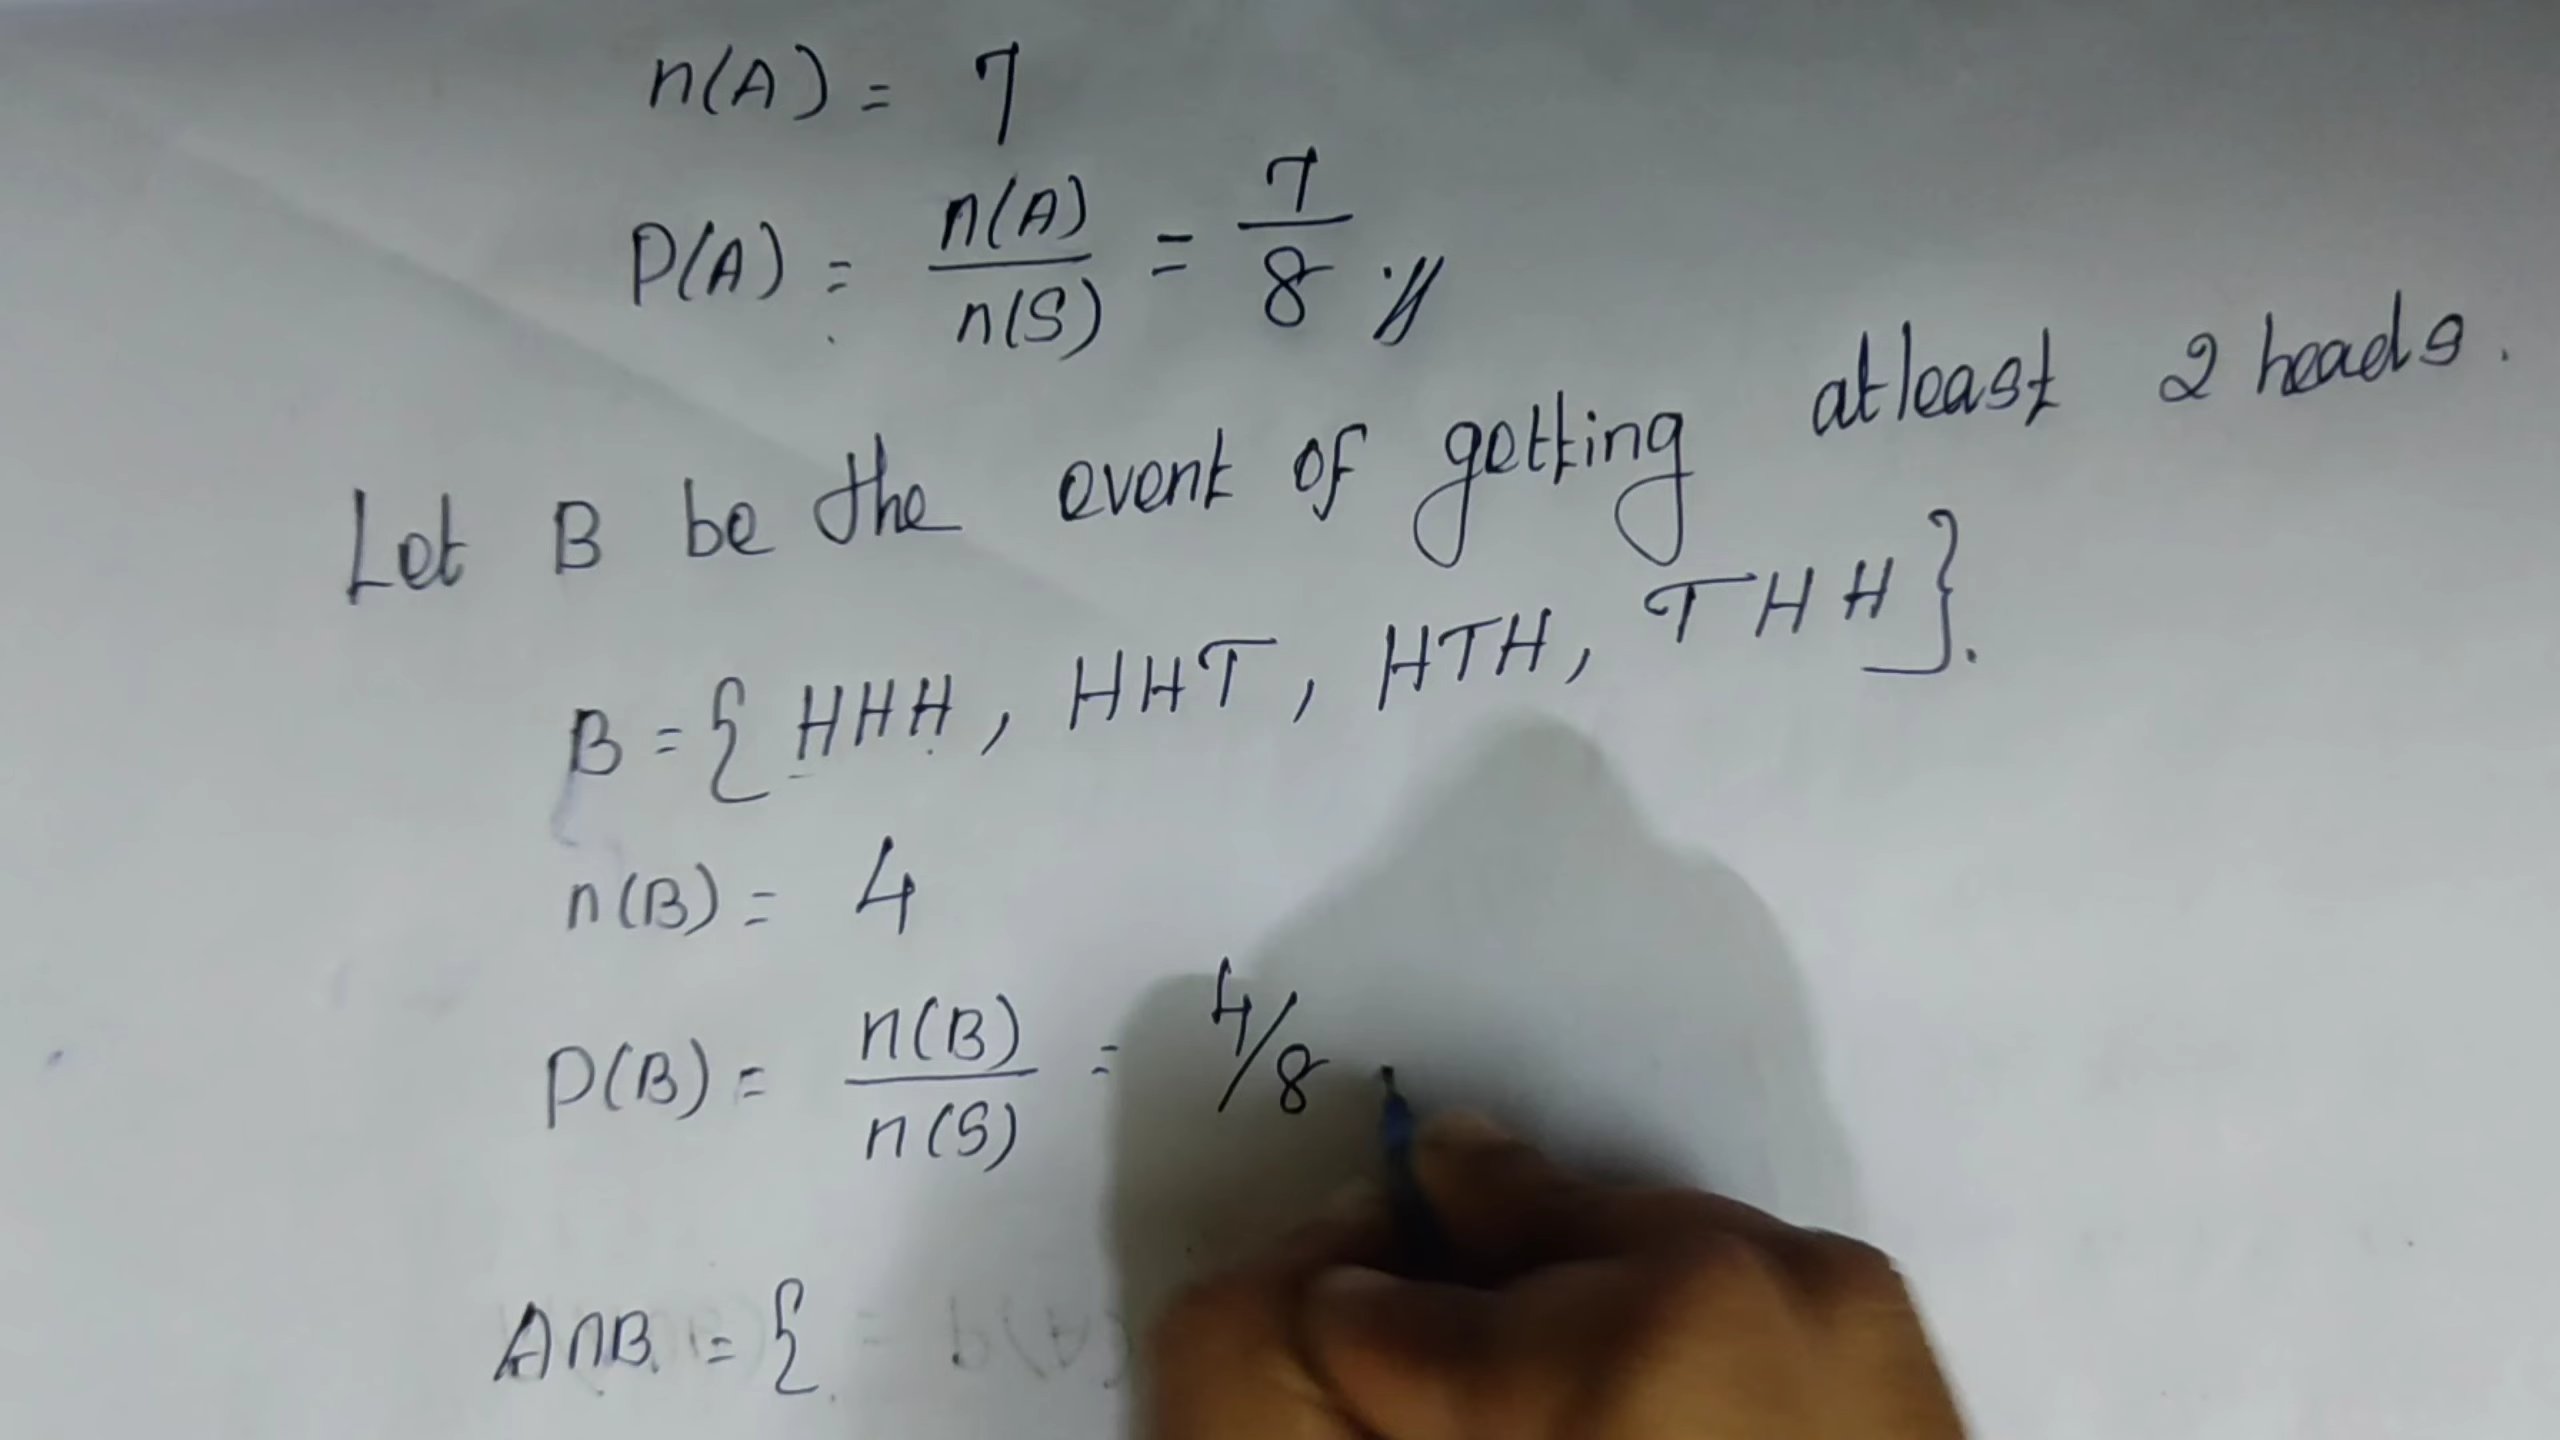 n(A) = 7
P(A) = n(A)/n(S) = 7/8
Let B be the event of getting atleast 2 heads.
B = { HHH, HHT, HTH, THH }.
n(B) = 4
P(B) = n(B)/n(S) = 4/8
A∩B = {